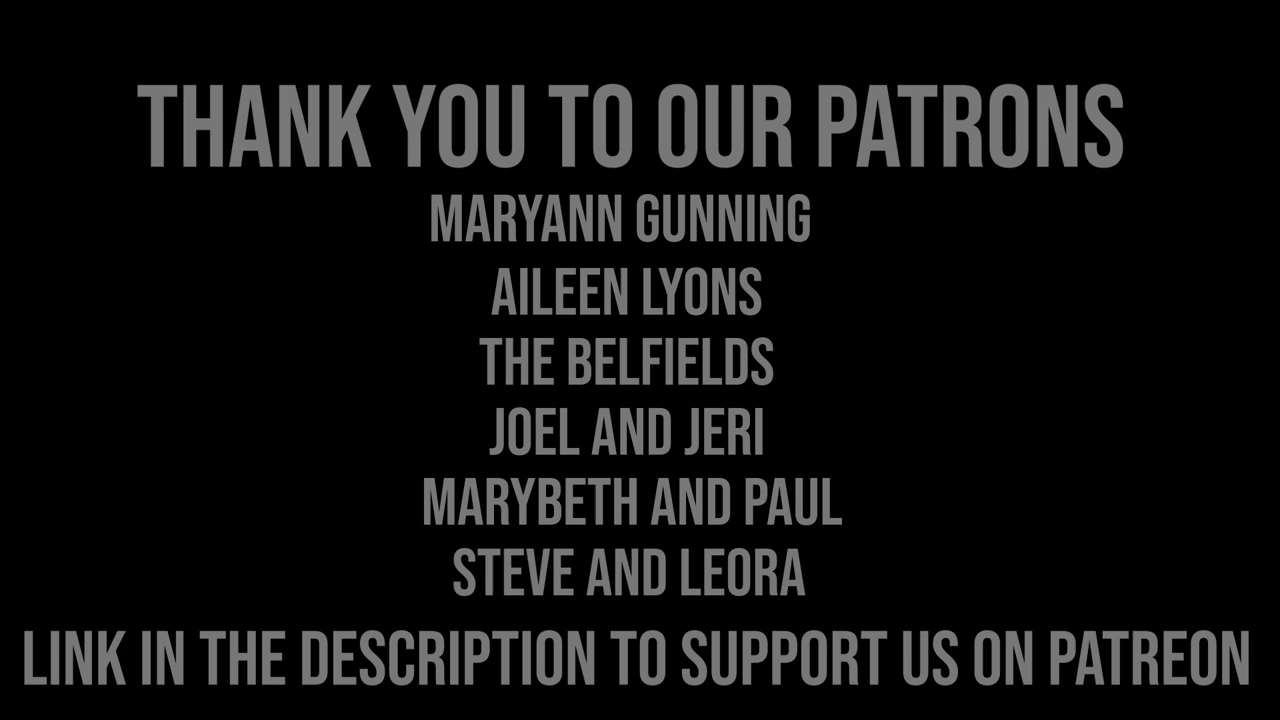 THANK YOU TO OUR PATRONS
MARYANN GUNNING
AILEEN LYONS
THE BELFIELDS
JOEL AND JERI
MARYBETH AND PAUL
STEVE AND LEORA
LINK IN THE DESCRIPTION TO SUPPORT US ON PATREON